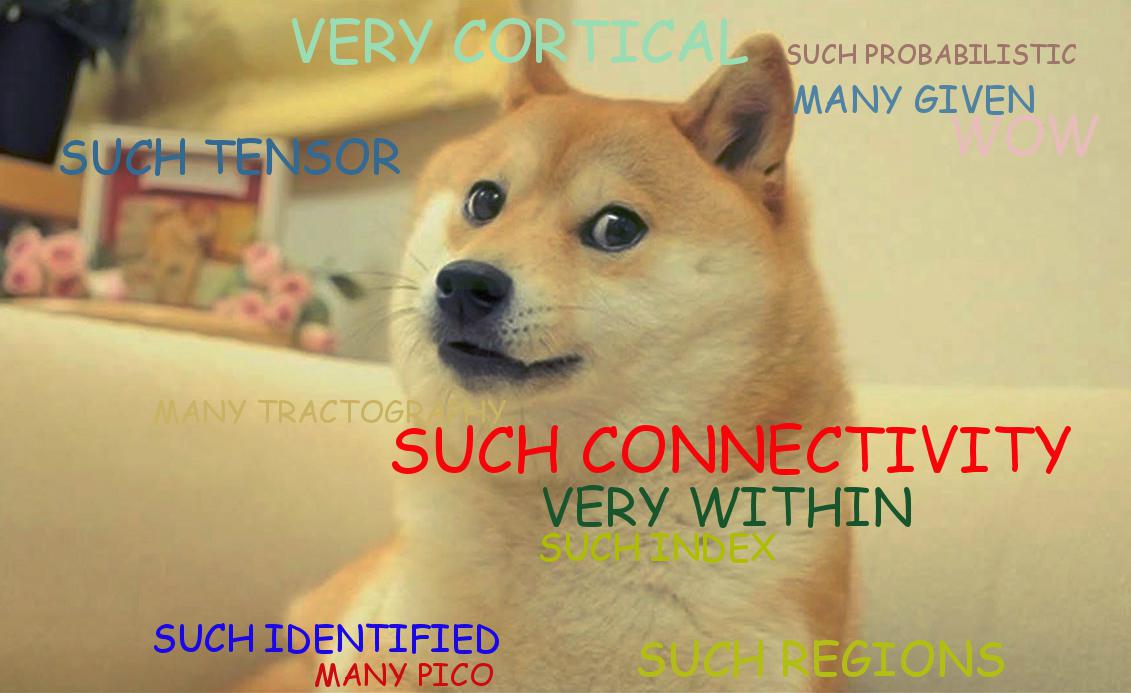 VERY CORTICAL
SUCH PROBABILISTIC
MANY GIVEN
WOW
SUCH TENSOR
MANY TRACTOGRAPHY
SUCH CONNECTIVITY
VERY WITHIN
SUCH INDEX
SUCH IDENTIFIED
SUCH REGIONS
MANY PICO